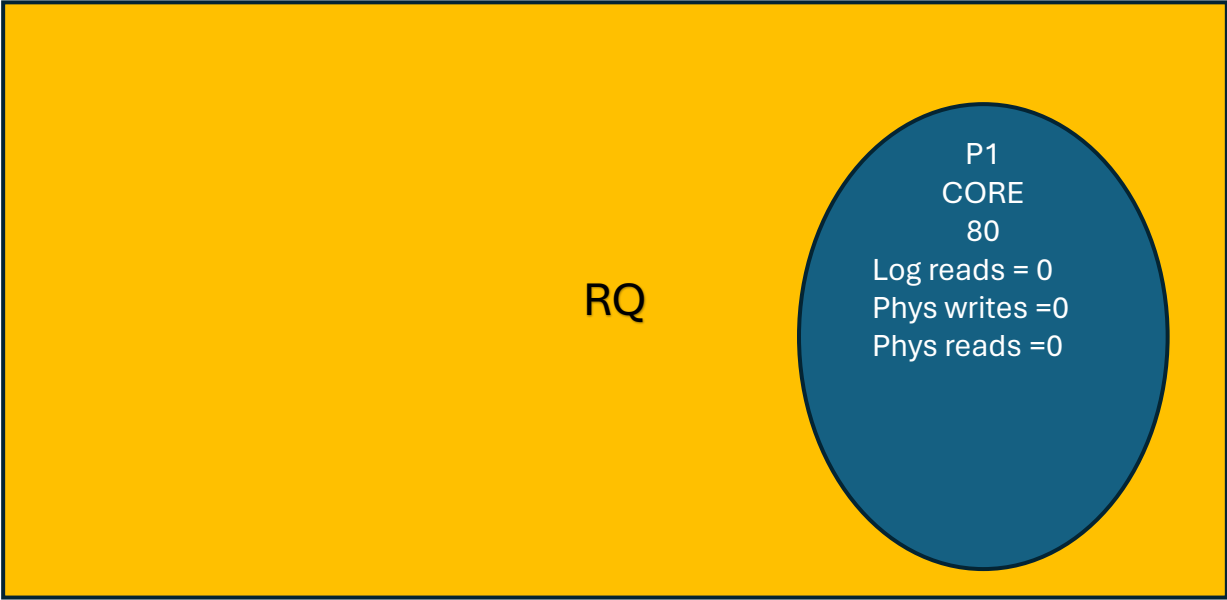 RQ
P1
CORE
80
Log reads = 0
Phys writes =0
Phys reads =0